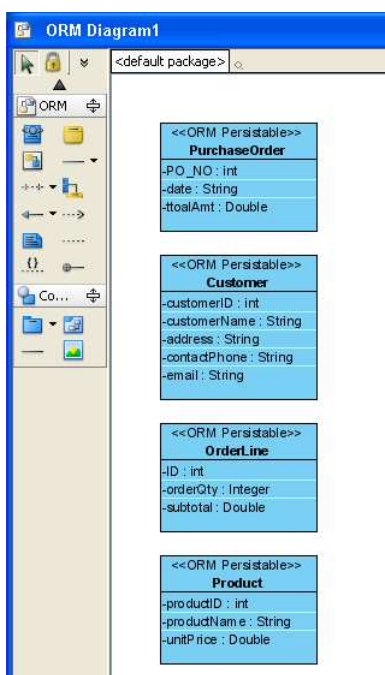 ORM Diagram1
<default package>
ORM
Co...
<<ORM Persistable>>
PurchaseOrder
-PO_NO : int
-date : String
-ttoalAmt : Double
<<ORM Persistable>>
Customer
-customerID : int
-customerName : String
-address : String
-contactPhone : String
-email : String
<<ORM Persistable>>
OrderLine
-ID : int
-orderQty : Integer
-subtotal : Double
<<ORM Persistable>>
Product
-productID : int
-productName : String
-unitPrice : Double